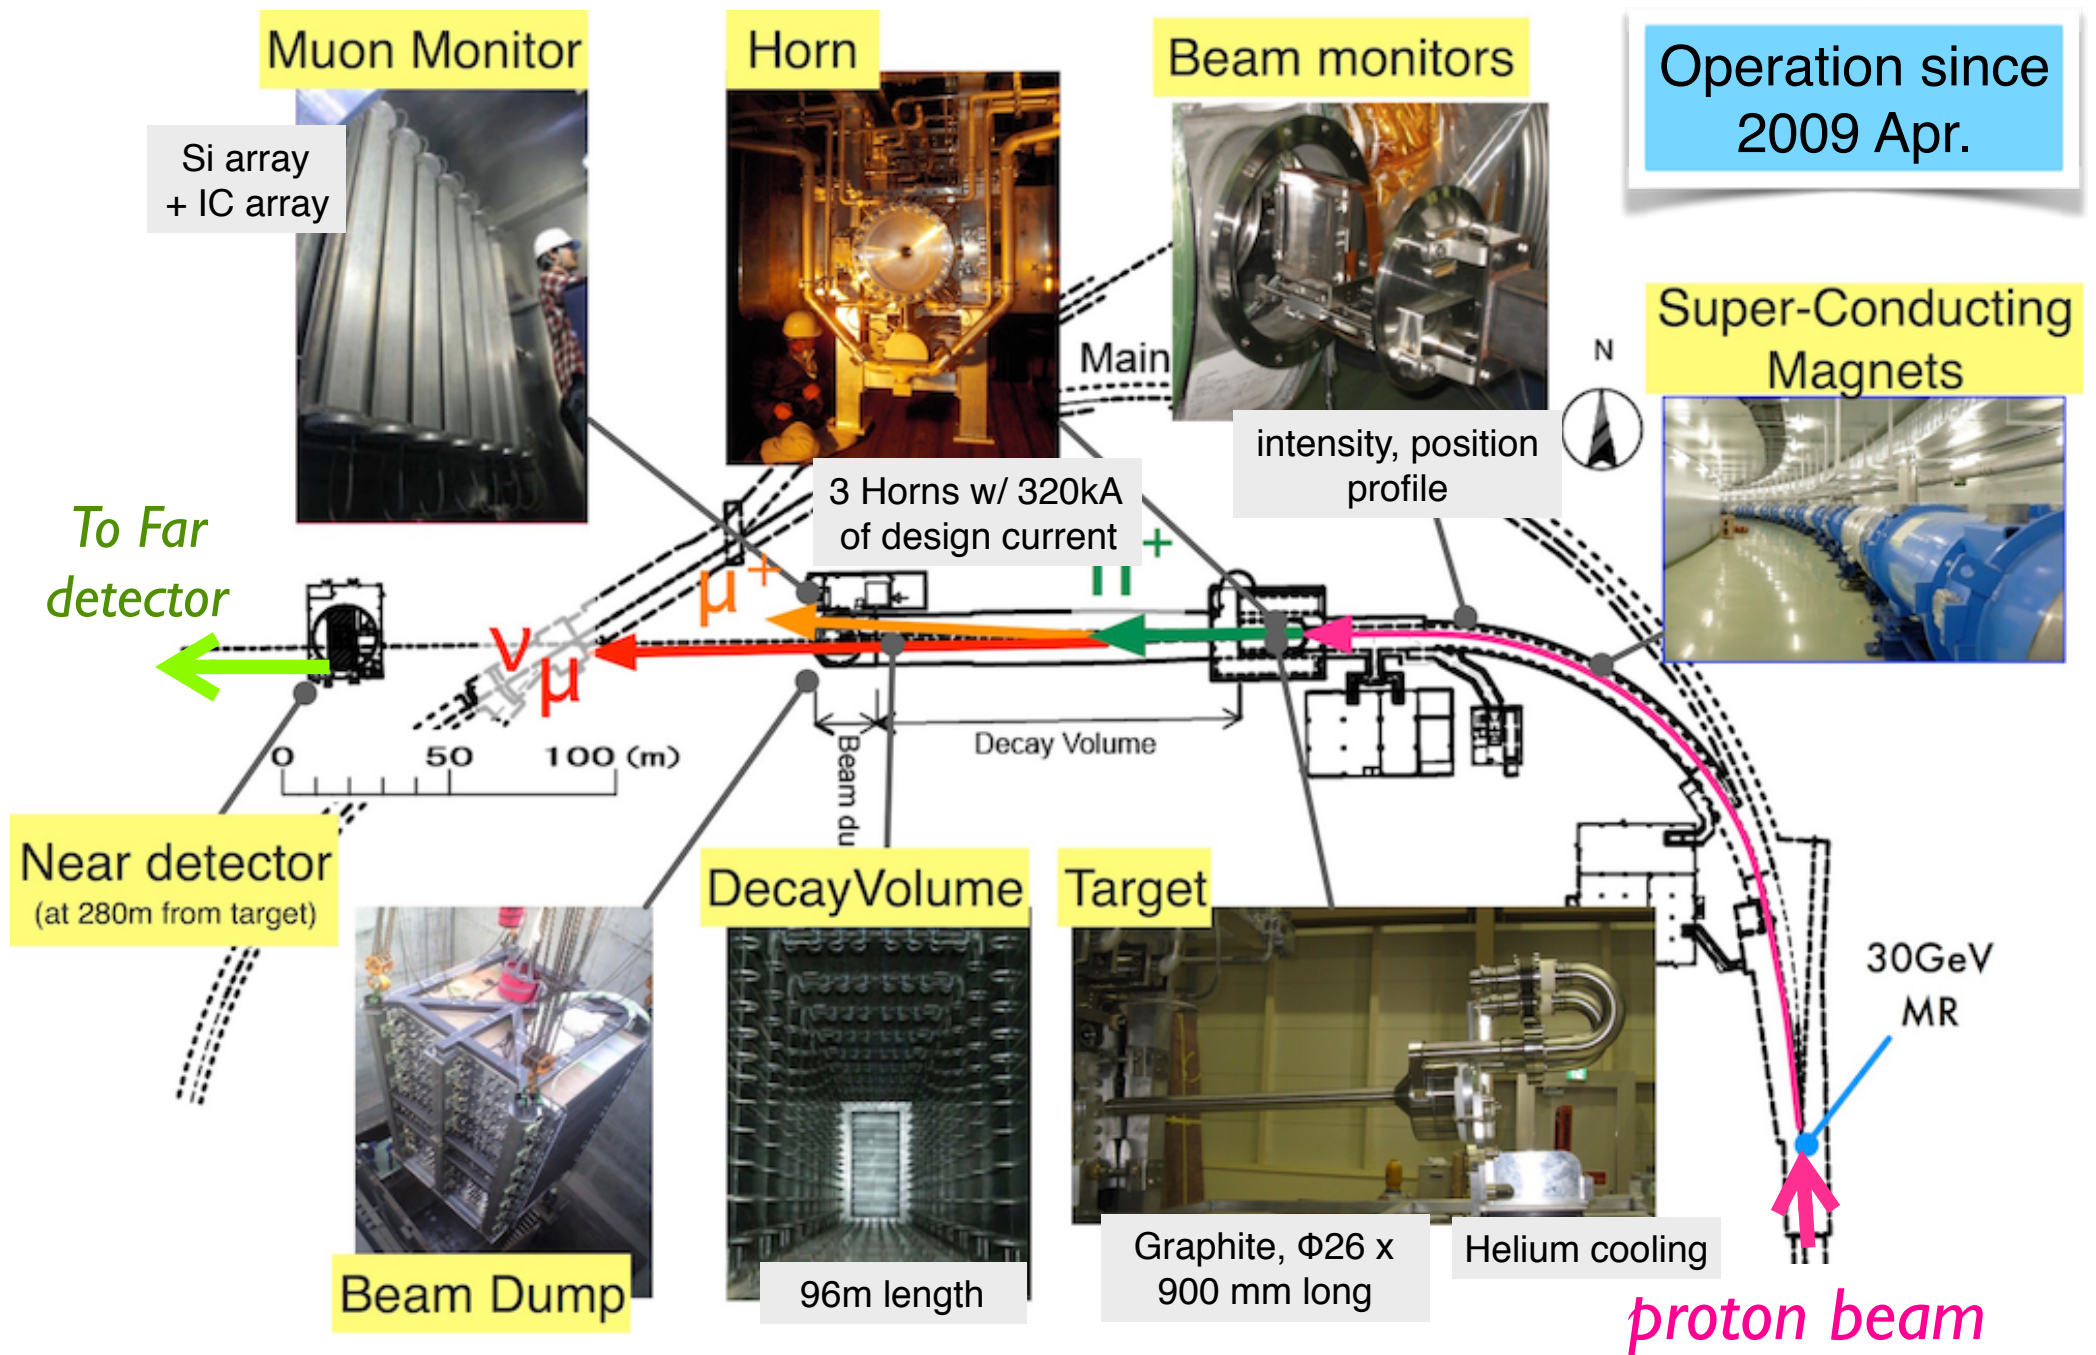 Muon Monitor
Si array
+ IC array
Horn
3 Horns w/ 320kA
of design current
Beam monitors
intensity, position
profile
Operation since
2009 Apr.
Super-Conducting
Magnets
N
Main
To Far
detector
μ+
+
νμ
0 50 100 (m)
Beam du
Decay Volume
Near detector
(at 280m from target)
DecayVolume
96m length
Target
Graphite, Φ26 x
900 mm long
Helium cooling
Beam Dump
30GeV
MR
proton beam